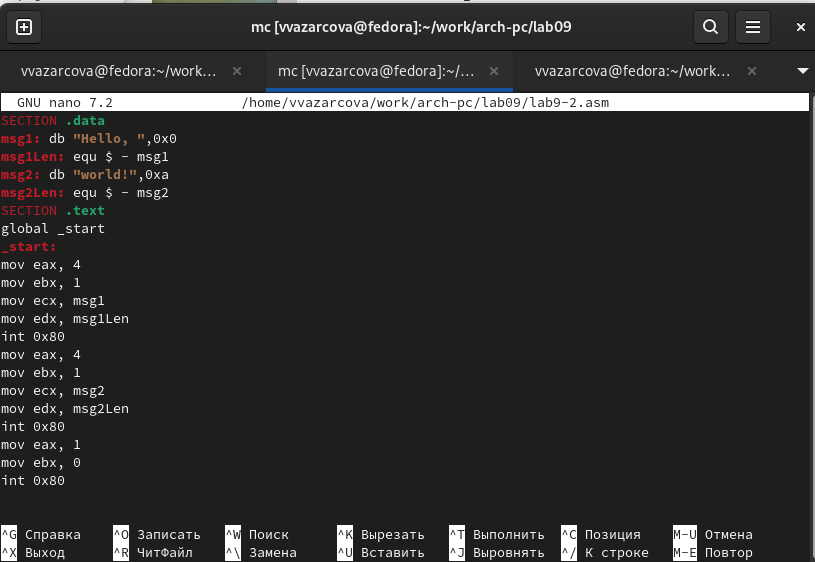 mc [vvazarcova@fedora]:~/work/arch-pc/lab09
vvazarcova@fedora:~/work... mc [vvazarcova@fedora]:~/... vvazarcova@fedora:~/work...
GNU nano 7.2 /home/vvazarcova/work/arch-pc/lab09/lab9-2.asm
SECTION .data
msg1: db "Hello, ",0x0
msg1Len: equ $ - msg1
msg2: db "world!",0xa
msg2Len: equ $ - msg2
SECTION .text
global _start
_start:
mov eax, 4
mov ebx, 1
mov ecx, msg1
mov edx, msg1Len
int 0x80
mov eax, 4
mov ebx, 1
mov ecx, msg2
mov edx, msg2Len
int 0x80
mov eax, 1
mov ebx, 0
int 0x80
^G Справка ^O Записать ^W Поиск ^K Вырезать ^T Выполнить ^C Позиция M-U Отмена
^X Выход ^R ЧитФайл ^\ Замена ^U Вставить ^J Выровнять ^/ К строке M-E Повтор